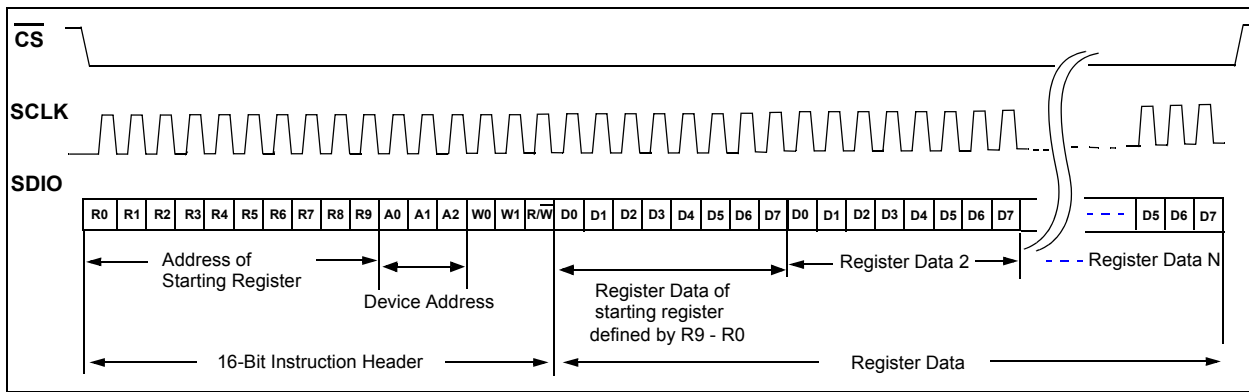 CS
SCLK
SDIO
R0 R1 R2 R3 R4 R5 R6 R7 R8 R9 A0 A1 A2 W0 W1 R/W D0 D1 D2 D3 D4 D5 D6 D7 D0 D1 D2 D3 D4 D5 D6 D7 D5 D6 D7
Address of
Starting Register
Device Address
Register Data of
starting register
defined by R9 - R0
Register Data 2
Register Data N
16-Bit Instruction Header
Register Data